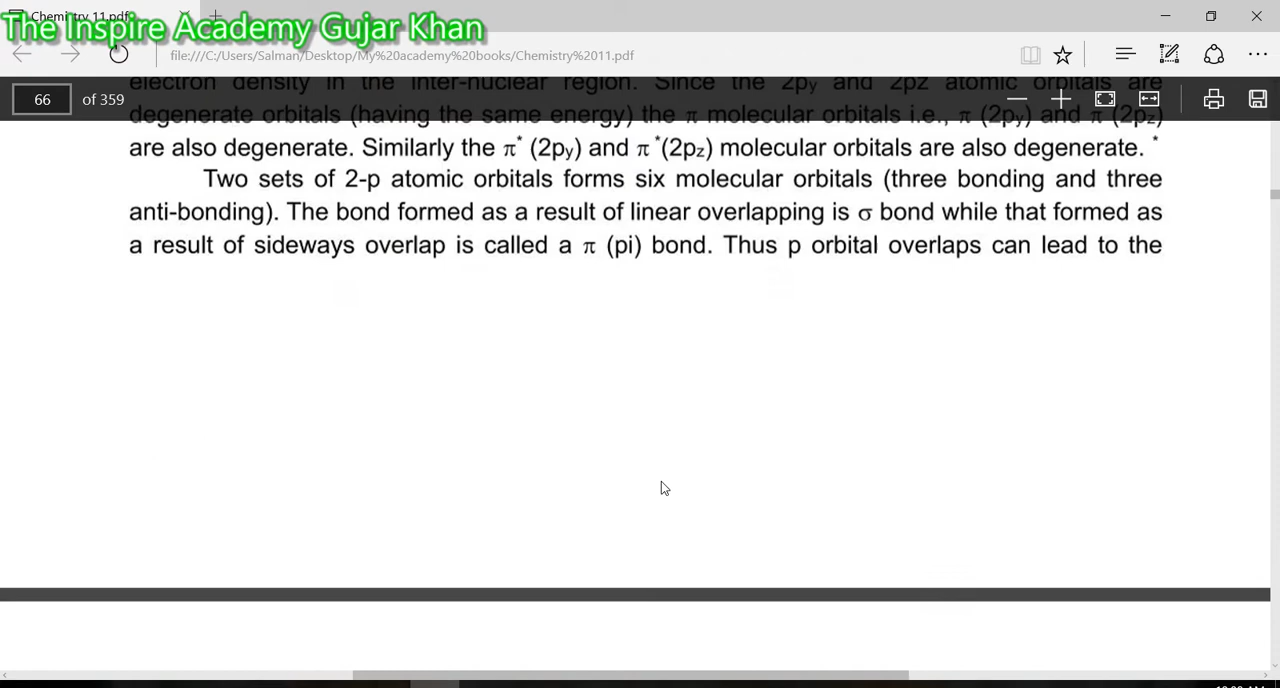 Chemistry 11.pdf
The Inspire Academy Gujar Khan
file:///C:/Users/Salman/Desktop/My%20academy%20books/Chemistry%2011.pdf
electron density in the inter-nuclear region. Since the 2py and 2pz atomic orbitals are
66 of 359
degenerate orbitals (having the same energy) the π molecular orbitals i.e., π (2py) and π (2pz)
are also degenerate. Similarly the π* (2py) and π *(2pz) molecular orbitals are also degenerate. *
Two sets of 2-p atomic orbitals forms six molecular orbitals (three bonding and three
anti-bonding). The bond formed as a result of linear overlapping is σ bond while that formed as
a result of sideways overlap is called a π (pi) bond. Thus p orbital overlaps can lead to the